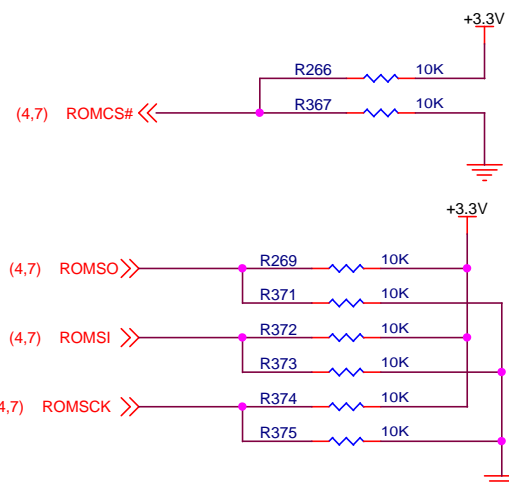 +3.3V
R266 10K
(4,7) ROMCS# R367 10K
+3.3V
(4,7) ROMSO R269 10K
R371 10K
(4,7) ROMSI R372 10K
R373 10K
4,7) ROMSCK R374 10K
R375 10K